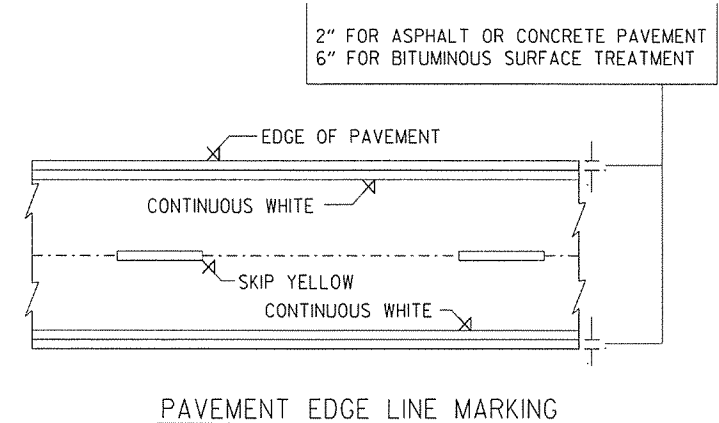 2" FOR ASPHALT OR CONCRETE PAVEMENT
6" FOR BITUMINOUS SURFACE TREATMENT
EDGE OF PAVEMENT
CONTINUOUS WHITE
SKIP YELLOW
CONTINUOUS WHITE
PAVEMENT EDGE LINE MARKING